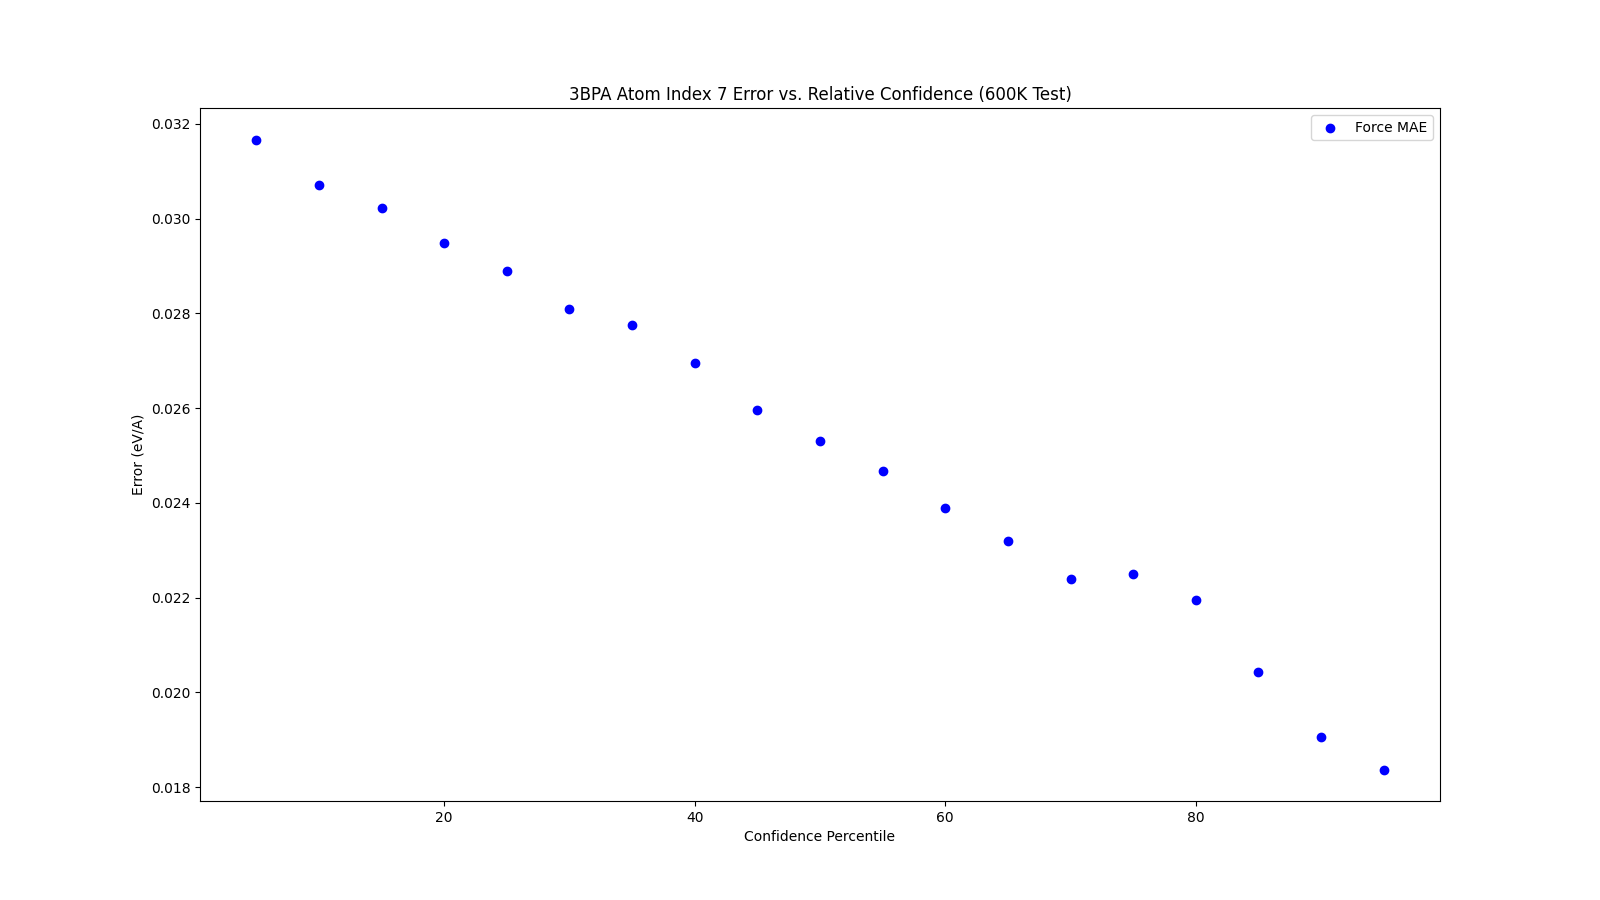 3BPA Atom Index 7 Error vs. Relative Confidence (600K Test)
Force MAE
0.032
0.030
0.028
0.026
0.024
0.022
0.020
0.018
Error (eV/A)
20 40 60 80
Confidence Percentile